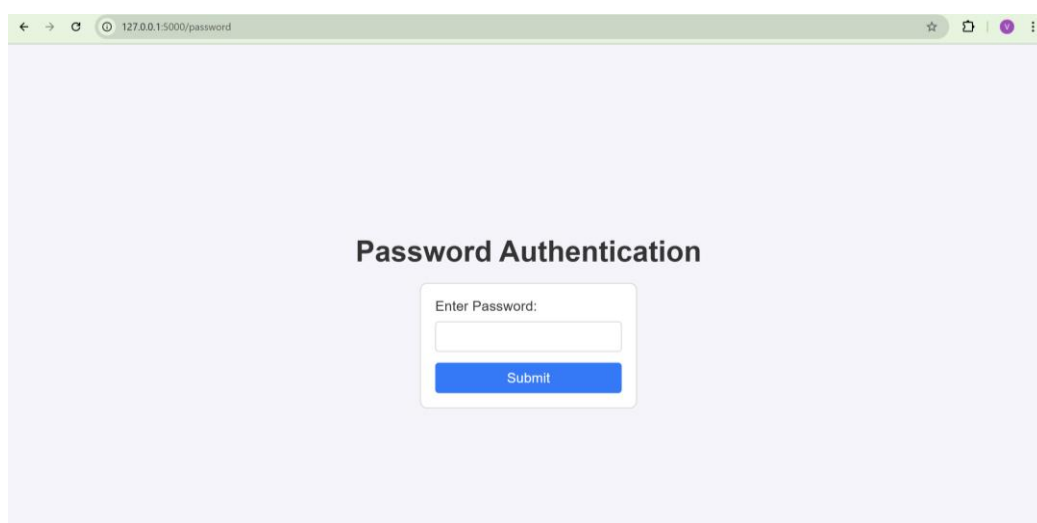 127.0.0.1:5000/password
V
Password Authentication
Enter Password:
Submit